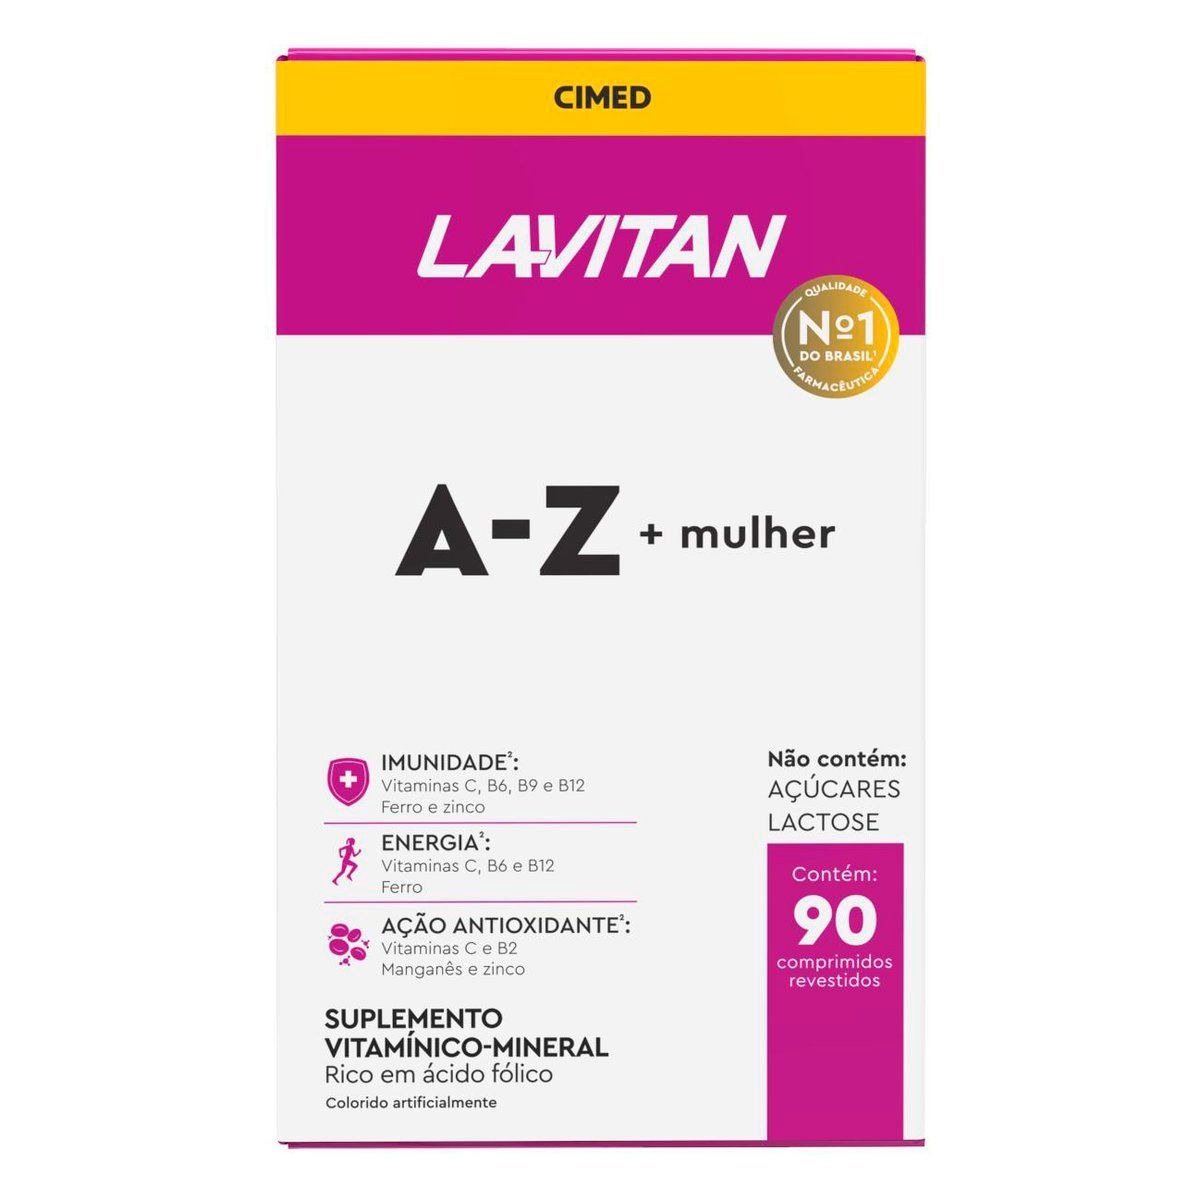 CIMED
LAVITAN
QUALIDADE
Nº1
DO BRASIL¹
FARMACÊUTICA
A-Z + mulher
IMUNIDADE²:
Vitaminas C, B6, B9 e B12
Ferro e zinco
ENERGIA²:
Vitaminas C, B6 e B12
Ferro
AÇÃO ANTIOXIDANTE²:
Vitaminas C e B2
Manganês e zinco
SUPLEMENTO
VITAMÍNICO-MINERAL
Rico em ácido fólico
Colorido artificialmente
Não contém:
AÇÚCARES
LACTOSE
Contém:
90
comprimidos
revestidos